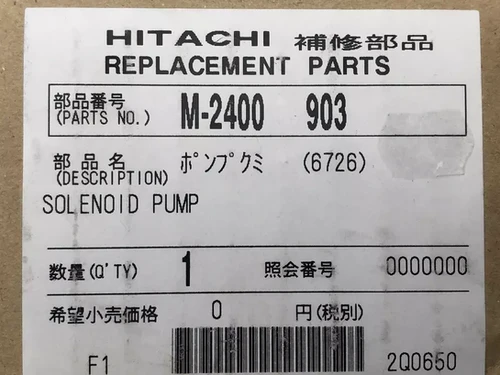 HITACHI 補修部品
REPLACEMENT PARTS
部品番号
(PARTS NO.) M-2400 903
部品名 ポンプクミ (6726)
(DESCRIPTION)
SOLENOID PUMP
数量(Q'TY) 1 照会番号 0000000
希望小売価格 0 円(税別)
F1 2Q0650